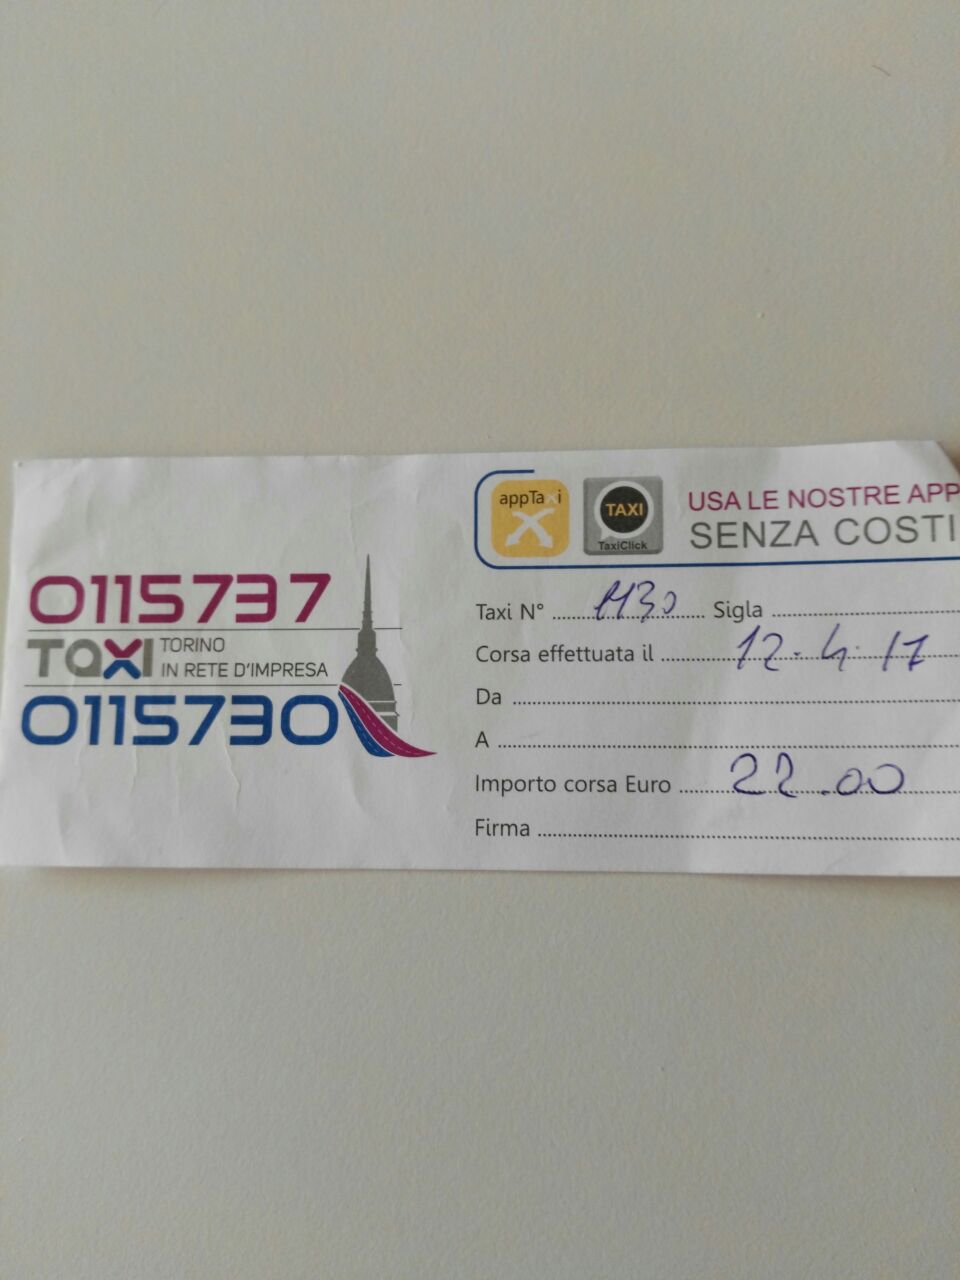 0115737
TAXI TORINO
IN RETE D'IMPRESA
0115730
appTaxi
TAXI
TaxiClick
USA LE NOSTRE APP
SENZA COSTI
Taxi N° 1130 Sigla
Corsa effettuata il 12.4.17
Da
A
Importo corsa Euro 22.00
Firma